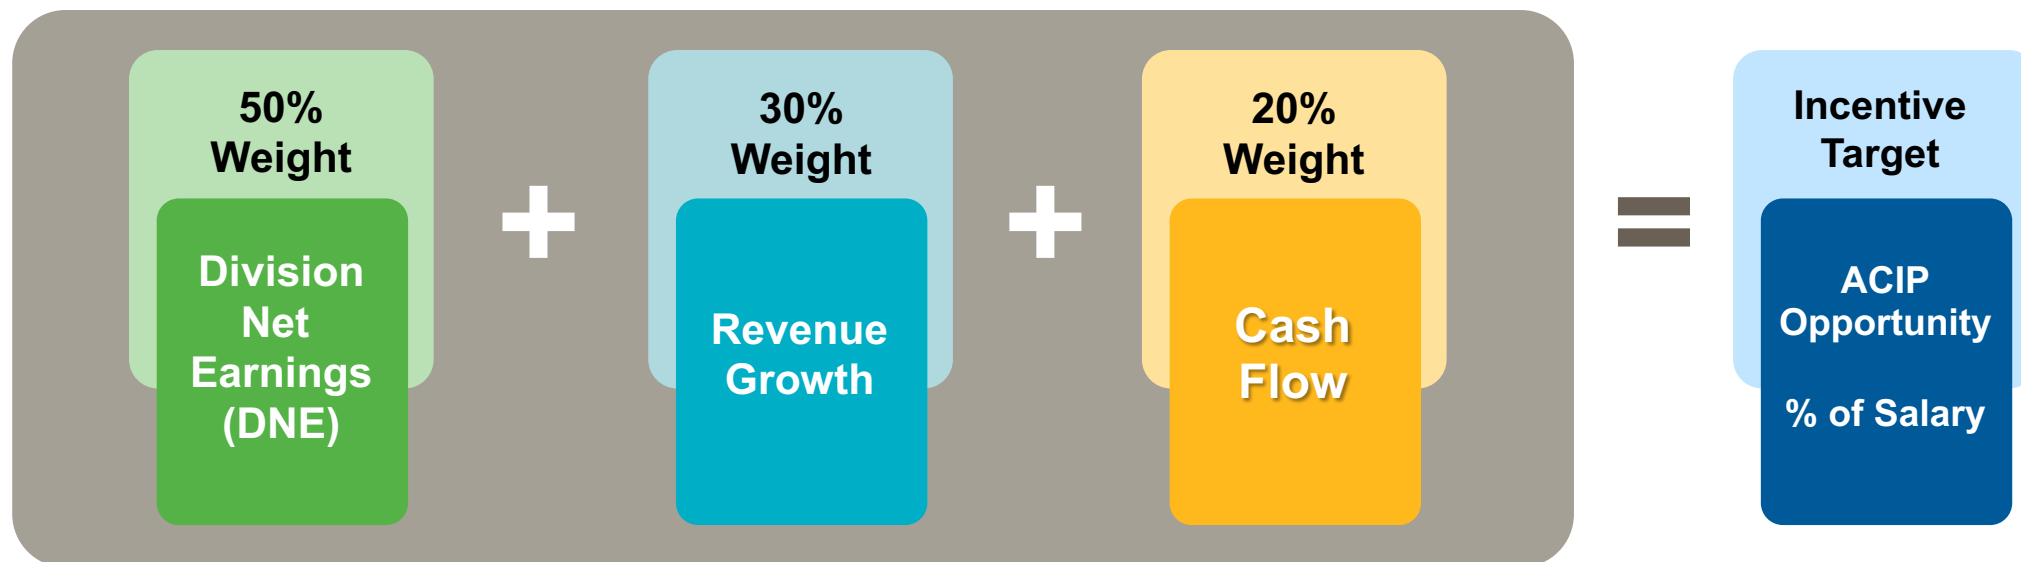 50%
Weight
Division
Net
Earnings
(DNE)
30%
Weight
Revenue
Growth
20%
Weight
Cash
Flow
Incentive
Target
ACIP
Opportunity
% of Salary